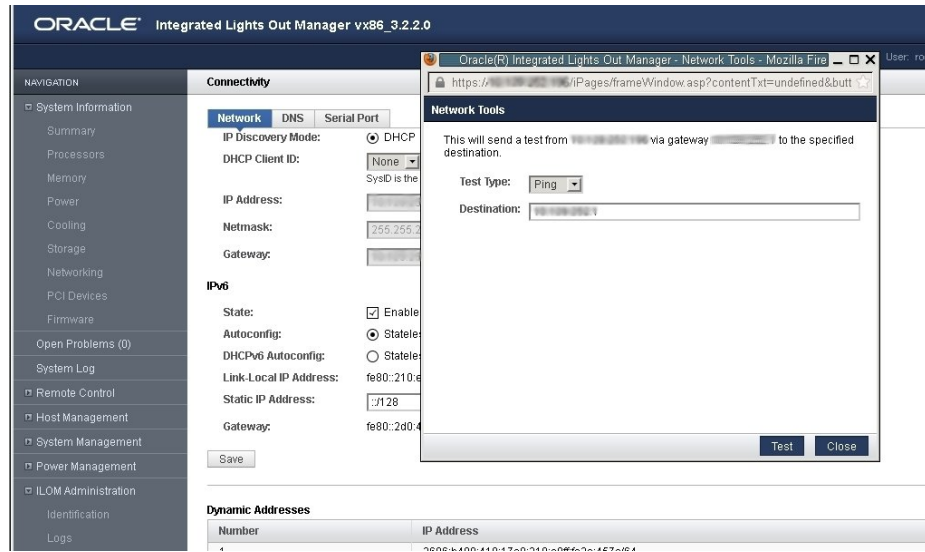 ORACLE® Integrated Lights Out Manager vx86_3.2.2.0
User: ro
NAVIGATION
System Information
Summary
Processors
Memory
Power
Cooling
Storage
Networking
PCI Devices
Firmware
Open Problems (0)
System Log
Remote Control
Host Management
System Management
Power Management
ILOM Administration
Identification
Logs
Connectivity
Network DNS Serial Port
IP Discovery Mode: DHCP
DHCP Client ID: None
SysID is the
IP Address:
Netmask: 255.255.2
Gateway:
IPv6
State: Enable
Autoconfig: Statele
DHCPv6 Autoconfig: Statele
Link-Local IP Address: fe80::210:e
Static IP Address: ::/128
Gateway: fe80::2d0:4
Save
Dynamic Addresses
Number IP Address
Oracle(R) Integrated Lights Out Manager - Network Tools - Mozilla Fire
https:// /iPages/frameWindow.asp?contentTxt=undefined&butt
Network Tools
This will send a test from via gateway to the specified
destination.
Test Type: Ping
Destination:
Test Close